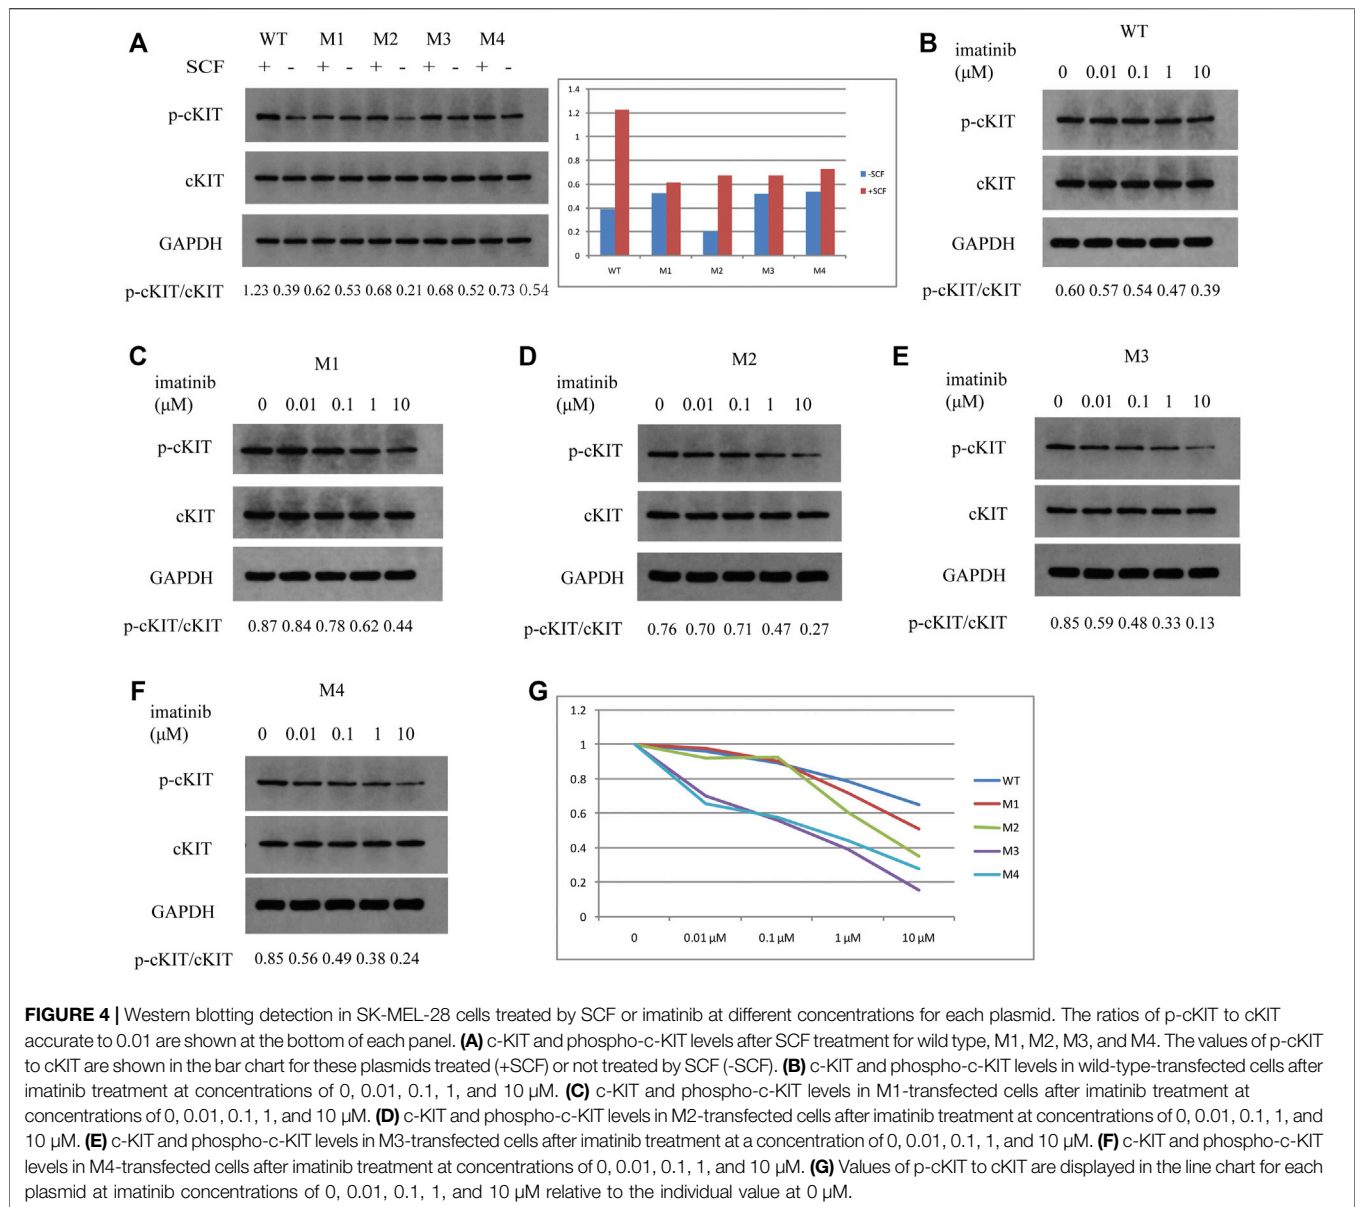 A
WT M1 M2 M3 M4
SCF + - + - + - + - + -
p-cKIT
cKIT
GAPDH
p-cKIT/cKIT 1.23 0.39 0.62 0.53 0.68 0.21 0.68 0.52 0.73 0.54
1.4
1.2
1
0.8
0.6
0.4
0.2
0
WT M1 M2 M3 M4
-SCF
+SCF
B
WT
imatinib
(µM) 0 0.01 0.1 1 10
p-cKIT
cKIT
GAPDH
p-cKIT/cKIT 0.60 0.57 0.54 0.47 0.39
C
M1
imatinib
(µM) 0 0.01 0.1 1 10
p-cKIT
cKIT
GAPDH
p-cKIT/cKIT 0.87 0.84 0.78 0.62 0.44
D
M2
imatinib
(µM) 0 0.01 0.1 1 10
p-cKIT
cKIT
GAPDH
p-cKIT/cKIT 0.76 0.70 0.71 0.47 0.27
E
M3
imatinib
(µM) 0 0.01 0.1 1 10
p-cKIT
cKIT
GAPDH
p-cKIT/cKIT 0.85 0.59 0.48 0.33 0.13
F
M4
imatinib
(µM) 0 0.01 0.1 1 10
p-cKIT
cKIT
GAPDH
p-cKIT/cKIT 0.85 0.56 0.49 0.38 0.24
G
1.2
1
0.8
0.6
0.4
0.2
0
0 0.01 µM 0.1 µM 1 µM 10 µM
WT
M1
M2
M3
M4
FIGURE 4 | Western blotting detection in SK-MEL-28 cells treated by SCF or imatinib at different concentrations for each plasmid. The ratios of p-cKIT to cKIT
accurate to 0.01 are shown at the bottom of each panel. (A) c-KIT and phospho-c-KIT levels after SCF treatment for wild type, M1, M2, M3, and M4. The values of p-cKIT
to cKIT are shown in the bar chart for these plasmids treated (+SCF) or not treated by SCF (-SCF). (B) c-KIT and phospho-c-KIT levels in wild-type-transfected cells after
imatinib treatment at concentrations of 0, 0.01, 0.1, 1, and 10 µM. (C) c-KIT and phospho-c-KIT levels in M1-transfected cells after imatinib treatment at
concentrations of 0, 0.01, 0.1, 1, and 10 µM. (D) c-KIT and phospho-c-KIT levels in M2-transfected cells after imatinib treatment at concentrations of 0, 0.01, 0.1, 1, and
10 µM. (E) c-KIT and phospho-c-KIT levels in M3-transfected cells after imatinib treatment at a concentration of 0, 0.01, 0.1, 1, and 10 µM. (F) c-KIT and phospho-c-KIT
levels in M4-transfected cells after imatinib treatment at concentrations of 0, 0.01, 0.1, 1, and 10 µM. (G) Values of p-cKIT to cKIT are displayed in the line chart for each
plasmid at imatinib concentrations of 0, 0.01, 0.1, 1, and 10 µM relative to the individual value at 0 µM.